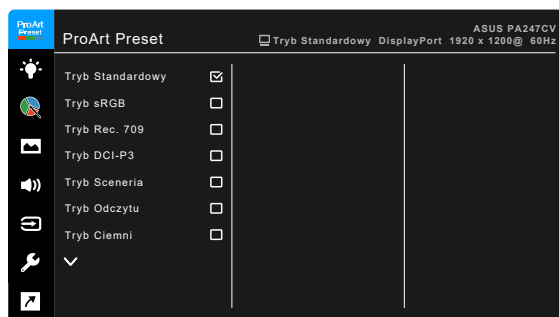 ProArt
Preset
ProArt Preset
ASUS PA247CV
Tryb Standardowy DisplayPort 1920 x 1200@ 60Hz
Tryb Standardowy
Tryb sRGB
Tryb Rec. 709
Tryb DCI-P3
Tryb Sceneria
Tryb Odczytu
Tryb Ciemni